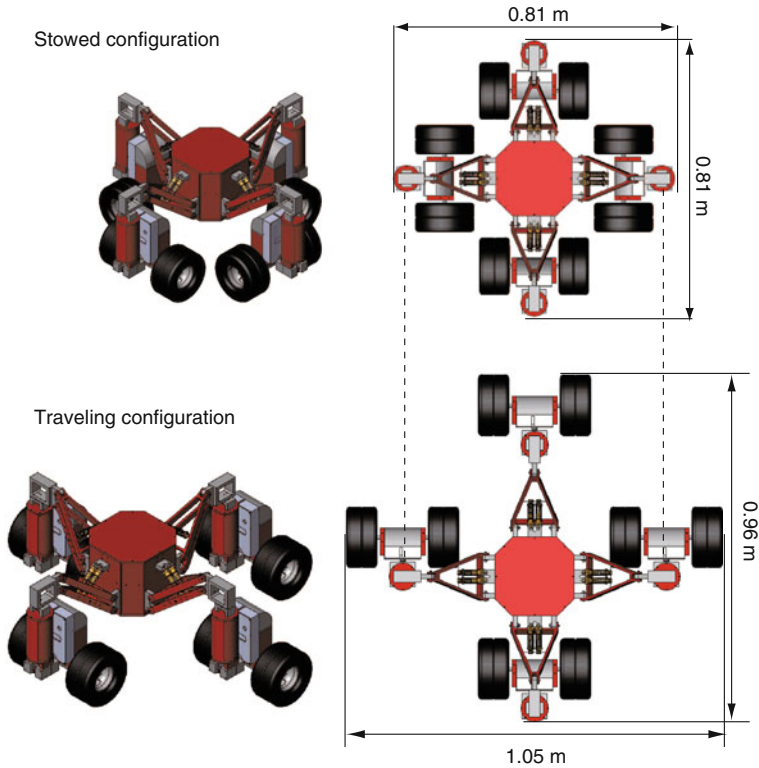 Stowed configuration
0.81 m
0.81 m
Traveling configuration
0.96 m
1.05 m